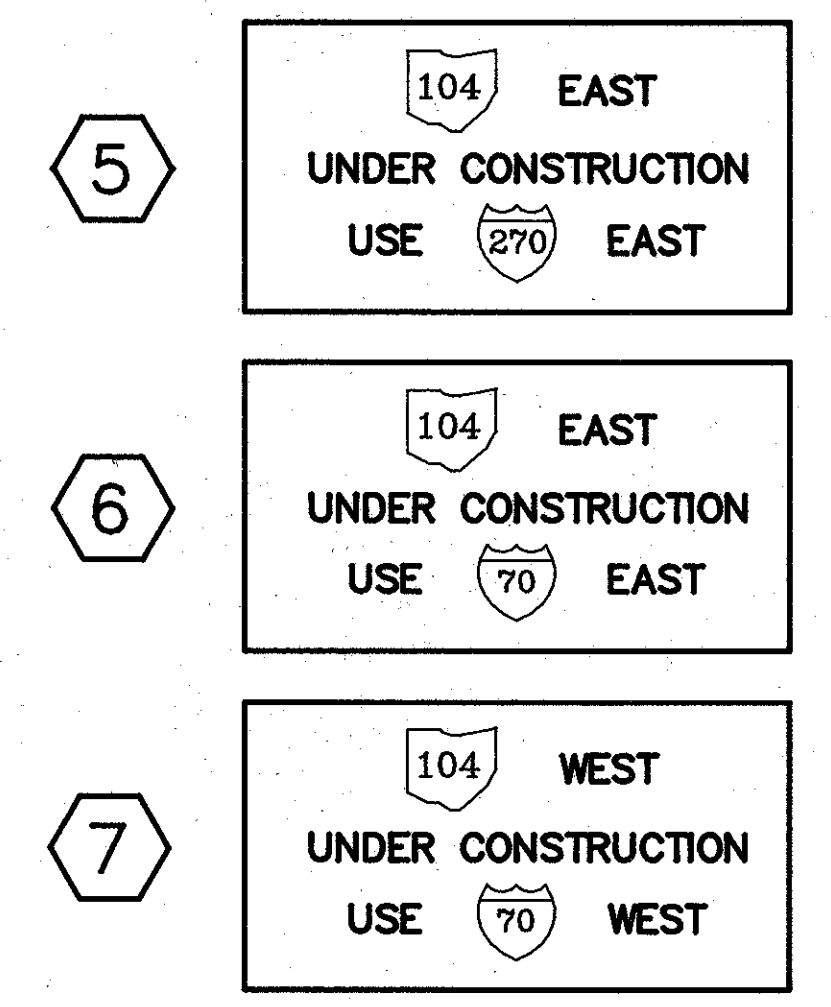 5
104 EAST
UNDER CONSTRUCTION
USE 270 EAST
6
104 EAST
UNDER CONSTRUCTION
USE 70 EAST
7
104 WEST
UNDER CONSTRUCTION
USE 70 WEST